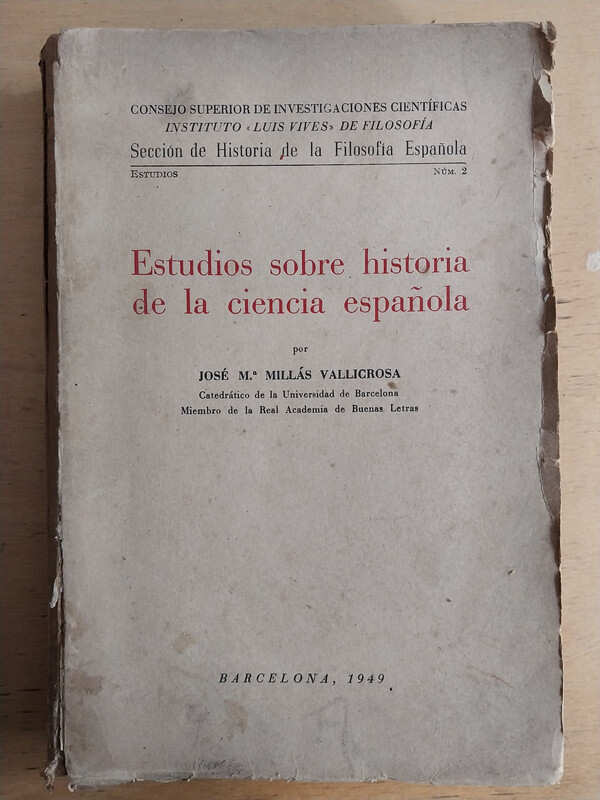 CONSEJO SUPERIOR DE INVESTIGACIONES CIENTÍFICAS
INSTITUTO «LUIS VIVES» DE FILOSOFÍA
Sección de Historia de la Filosofía Española
ESTUDIOS NÚM. 2
Estudios sobre historia
de la ciencia española
por
JOSÉ M.ª MILLÁS VALLICROSA
Catedrático de la Universidad de Barcelona
Miembro de la Real Academia de Buenas Letras
BARCELONA, 1949